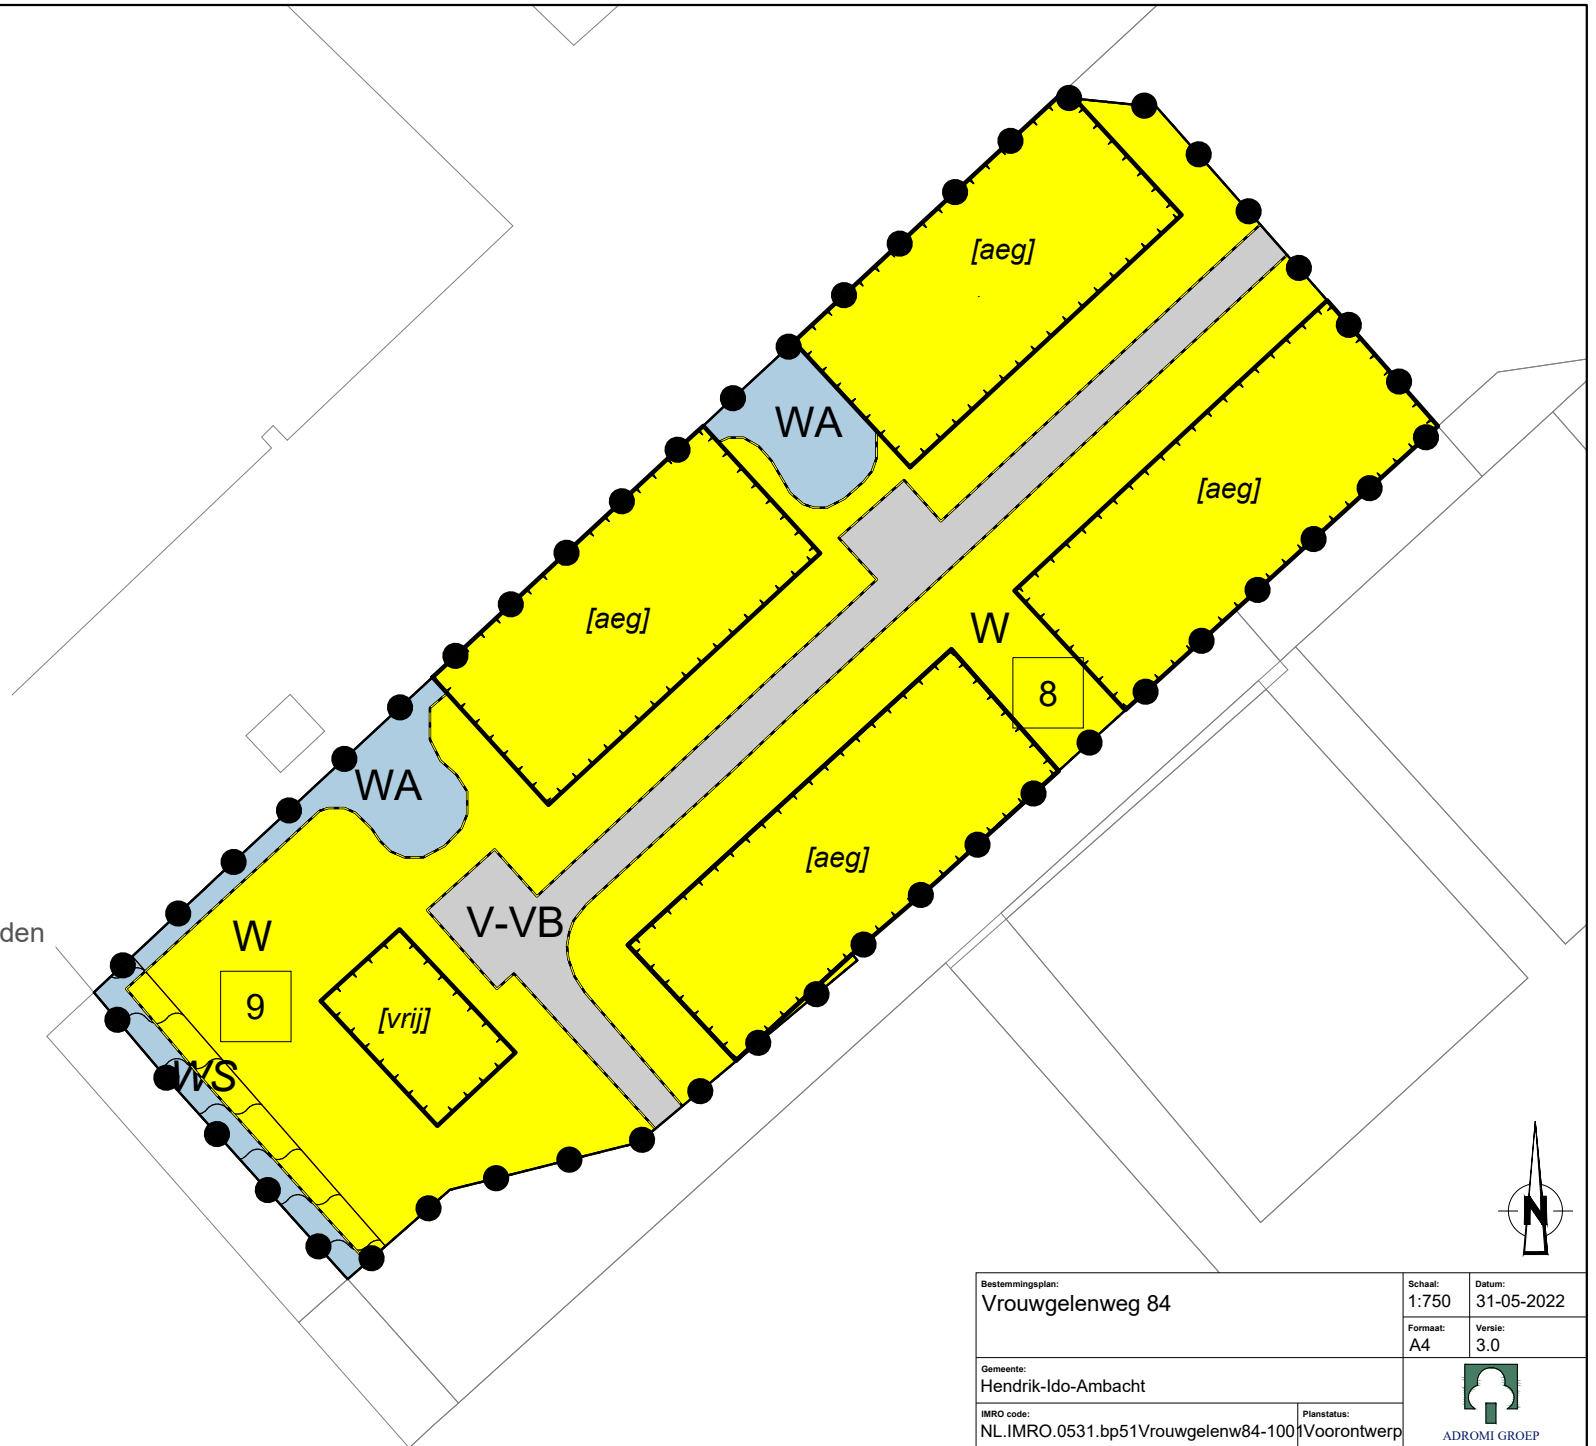 [aeg]
WA
[aeg]
[aeg]
W
8
WA
[aeg]
V-VB
W
den
9
[vrij]
WS
N
Bestemmingsplan:
Vrouwgelenweg 84
Schaal:
1:750
Datum:
31-05-2022
Formaat:
A4
Versie:
3.0
Gemeente:
Hendrik-Ido-Ambacht
IMRO code:
NL.IMRO.0531.bp51Vrouwgelenw84-1001
Planstatus:
Voorontwerp
ADROMI GROEP